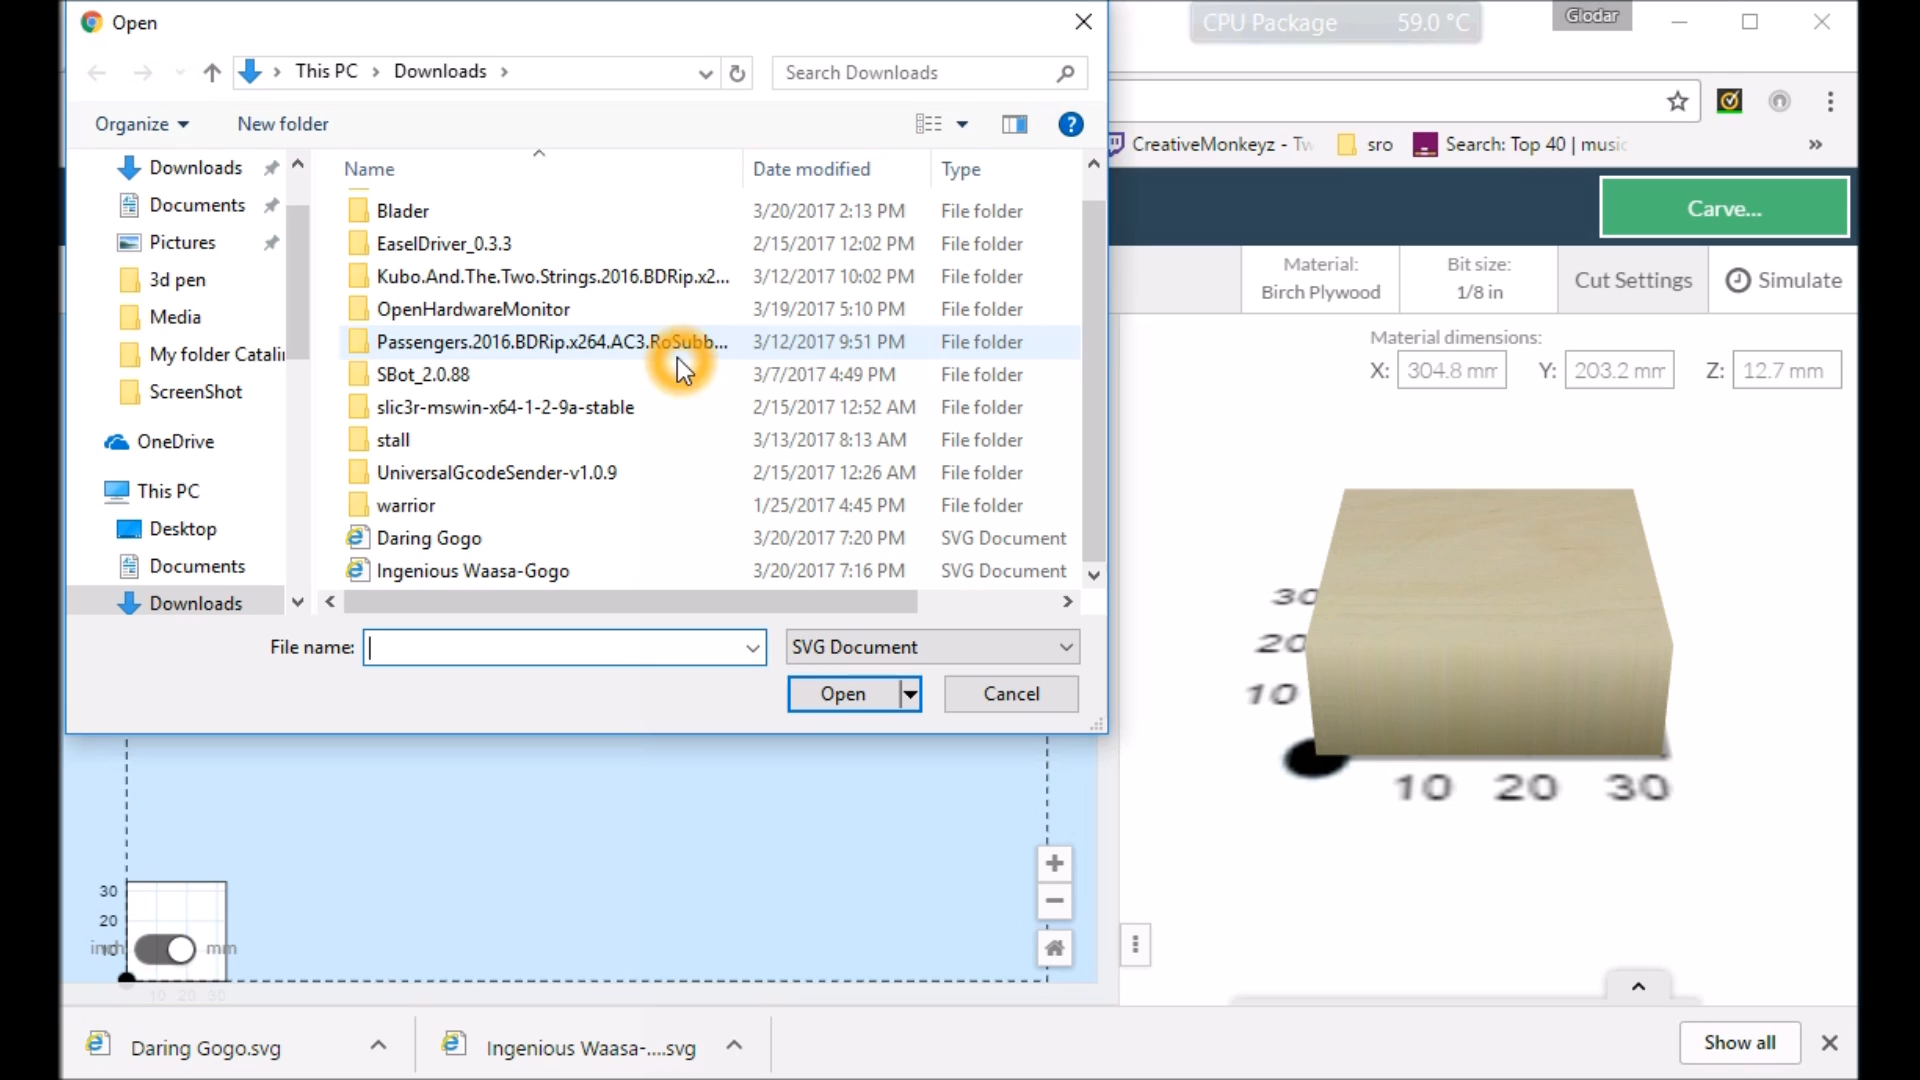 Open
CPU Package 59.0 °C
Glodar
This PC
Downloads
Search Downloads
Organize
New folder
CreativeMonkeyz - Tw
sro
Search: Top 40 | music
Carve...
Material:
Birch Plywood
Bit size:
1/8 in
Cut Settings
Simulate
Material dimensions:
X: 304.8 mm
Y: 203.2 mm
Z: 12.7 mm
Downloads
Documents
Pictures
3d pen
Media
My folder Catali
ScreenShot
OneDrive
This PC
Desktop
Documents
Downloads
Name Date modified Type
Blader 3/20/2017 2:13 PM File folder
EaselDriver_0.3.3 2/15/2017 12:02 PM File folder
Kubo.And.The.Two.Strings.2016.BDRip.x2... 3/12/2017 10:02 PM File folder
OpenHardwareMonitor 3/19/2017 5:10 PM File folder
Passengers.2016.BDRip.x264.AC3.RoSubb... 3/12/2017 9:51 PM File folder
SBot_2.0.88 3/7/2017 4:49 PM File folder
slic3r-mswin-x64-1-2-9a-stable 2/15/2017 12:52 AM File folder
stall 3/13/2017 8:13 AM File folder
UniversalGcodeSender-v1.0.9 2/15/2017 12:26 AM File folder
warrior 1/25/2017 4:45 PM File folder
Daring Gogo 3/20/2017 7:20 PM SVG Document
Ingenious Waasa-Gogo 3/20/2017 7:16 PM SVG Document
File name:
SVG Document
Open
Cancel
30
20
10
10 20 30
30
20
10
inch
mm
10 20 30
Daring Gogo.svg
Ingenious Waasa-....svg
Show all